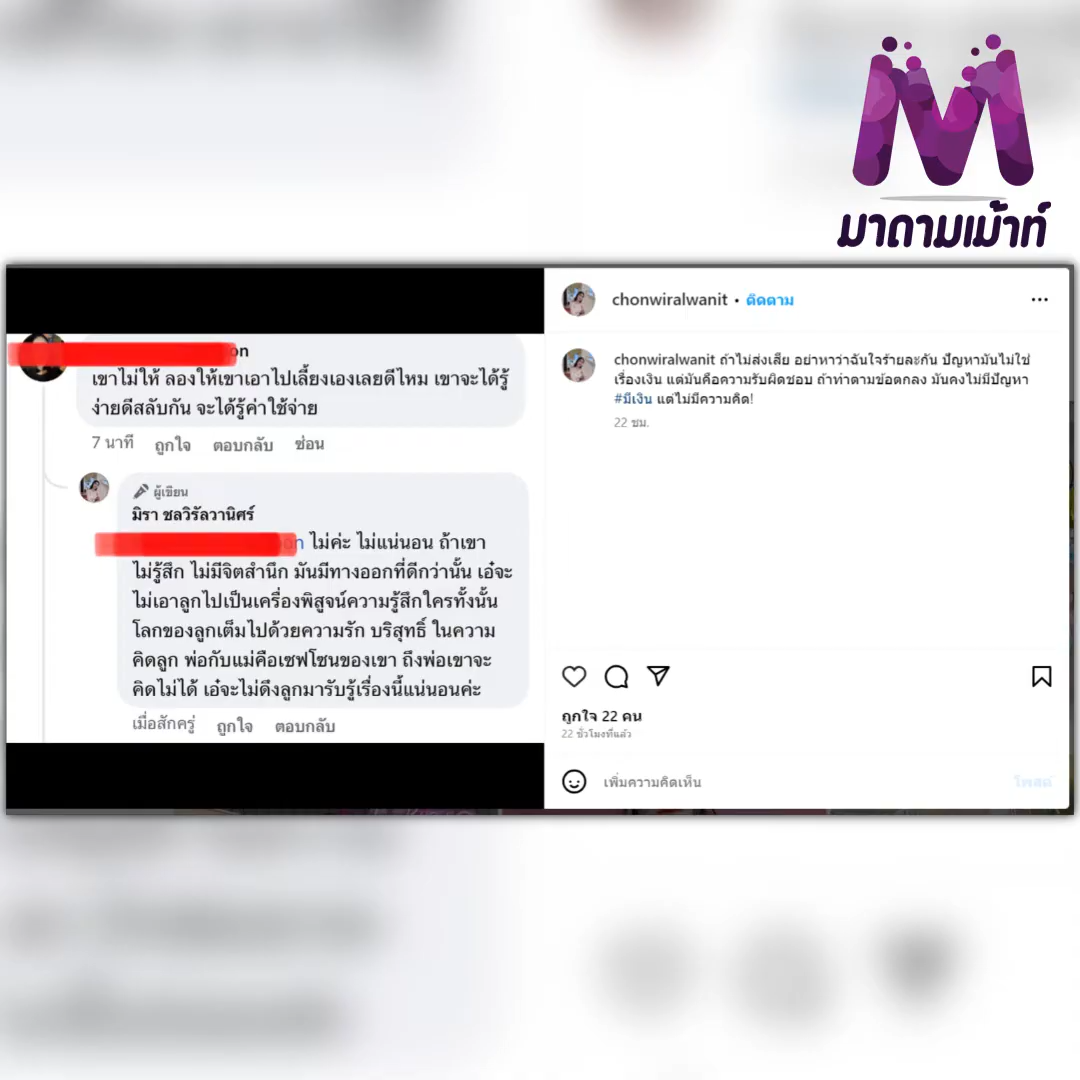 มาดามเม้าท์
on
เขาไม่ให้ ลองให้เขาเอาไปเลี้ยงเองเลยดีไหม เขาจะได้รู้
ง่ายดีสลับกัน จะได้รู้ค่าใช้จ่าย
7 นาที ถูกใจ ตอบกลับ ซ่อน
ผู้เขียน
มิรา ชลวิรัลวานิศร์
on ไม่ค่ะ ไม่แน่นอน ถ้าเขา
ไม่รู้สึก ไม่มีจิตสำนึก มันมีทางออกที่ดีกว่านั้น เอ๋จะ
ไม่เอาลูกไปเป็นเครื่องพิสูจน์ความรู้สึกใครทั้งนั้น
โลกของลูกเต็มไปด้วยความรัก บริสุทธิ์ ในความ
คิดลูก พ่อกับแม่คือเซฟโซนของเขา ถึงพ่อเขาจะ
คิดไม่ได้ เอ๋จะไม่ดึงลูกมารับรู้เรื่องนี้แน่นอนค่ะ
เมื่อสักครู่ ถูกใจ ตอบกลับ
chonwiralwanit • ติดตาม
chonwiralwanit ถ้าไม่ส่งเสีย อย่าหาว่าฉันใจร้ายละกัน ปัญหามันไม่ใช่
เรื่องเงิน แต่มันคือความรับผิดชอบ ถ้าทำตามข้อตกลง มันคงไม่มีปัญหา
#มีเงิน แต่ไม่มีความคิด!
22 ชม.
ถูกใจ 22 คน
22 ชั่วโมงที่แล้ว
เพิ่มความคิดเห็น
โพสต์